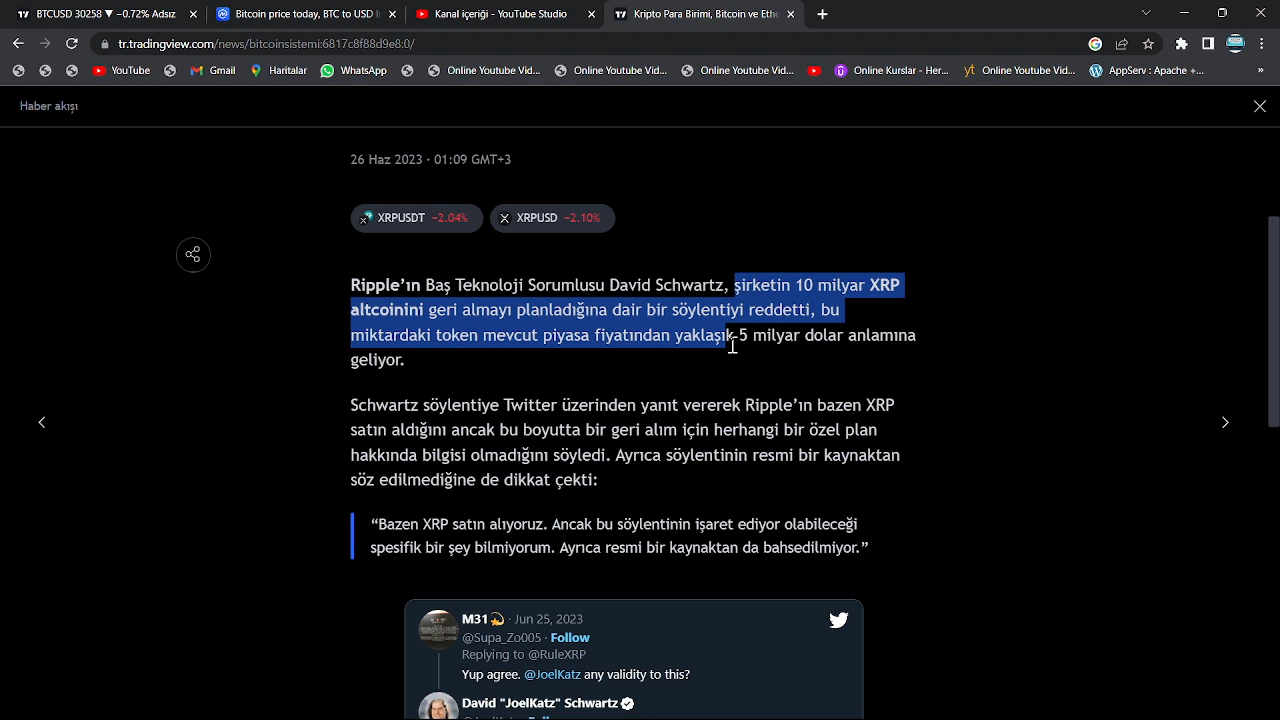 BTCUSD 30258 ▼ −0.72% Adsız
Bitcoin price today, BTC to USD li
Kanal içeriği - YouTube Studio
Kripto Para Birimi, Bitcoin ve Ethe
tr.tradingview.com/news/bitcoinsistemi:6817c8f88d9e8:0/
YouTube
Gmail
Haritalar
WhatsApp
Online Youtube Vid...
Online Youtube Vid...
Online Youtube Vid...
Online Kurslar - Her...
Online Youtube Vid...
AppServ : Apache +...
Haber akışı
26 Haz 2023 · 01:09 GMT+3
XRPUSDT −2.04%
XRPUSD −2.10%
Ripple’ın Baş Teknoloji Sorumlusu David Schwartz, şirketin 10 milyar XRP
altcoinini geri almayı planladığına dair bir söylentiyi reddetti, bu
miktardaki token mevcut piyasa fiyatından yaklaşık 5 milyar dolar anlamına
geliyor.
Schwartz söylentiye Twitter üzerinden yanıt vererek Ripple’ın bazen XRP
satın aldığını ancak bu boyutta bir geri alım için herhangi bir özel plan
hakkında bilgisi olmadığını söyledi. Ayrıca söylentinin resmi bir kaynaktan
söz edilmediğine de dikkat çekti:
“Bazen XRP satın alıyoruz. Ancak bu söylentinin işaret ediyor olabileceği
spesifik bir şey bilmiyorum. Ayrıca resmi bir kaynaktan da bahsedilmiyor.”
M31💫 · Jun 25, 2023
@Supa_Zo005 · Follow
Replying to @RuleXRP
Yup agree. @JoelKatz any validity to this?
David "JoelKatz" Schwartz